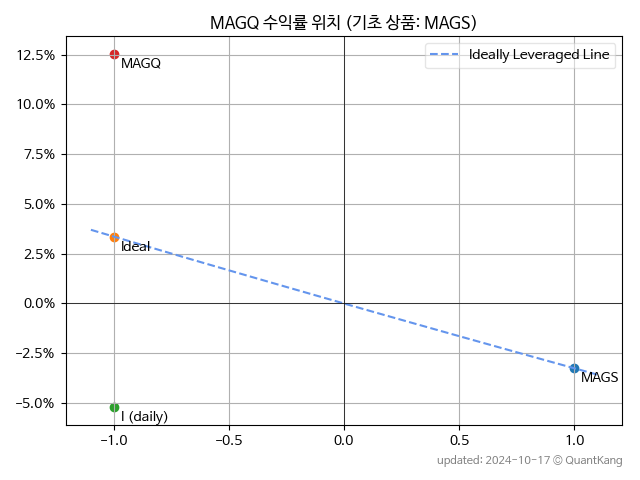 MAGQ 수익률 위치 (기초 상품: MAGS)
12.5%
10.0%
7.5%
5.0%
2.5%
0.0%
−2.5%
−5.0%
MAGQ
Ideally Leveraged Line
Ideal
MAGS
I (daily)
−1.0 −0.5 0.0 0.5 1.0
updated: 2024-10-17 © QuantKang